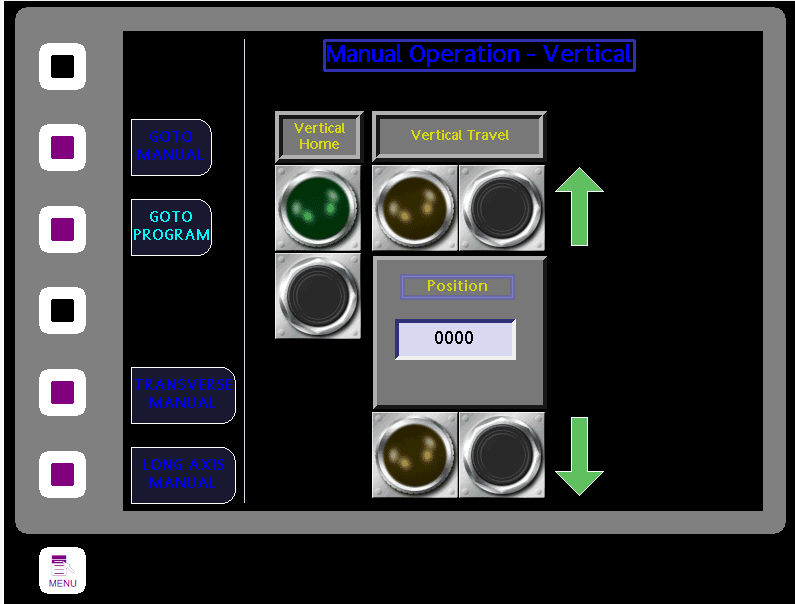 Manual Operation - Vertical
Vertical
Home
Vertical Travel
GOTO
MANUAL
GOTO
PROGRAM
Position
0000
TRANSVERSE
MANUAL
LONG AXIS
MANUAL
MENU